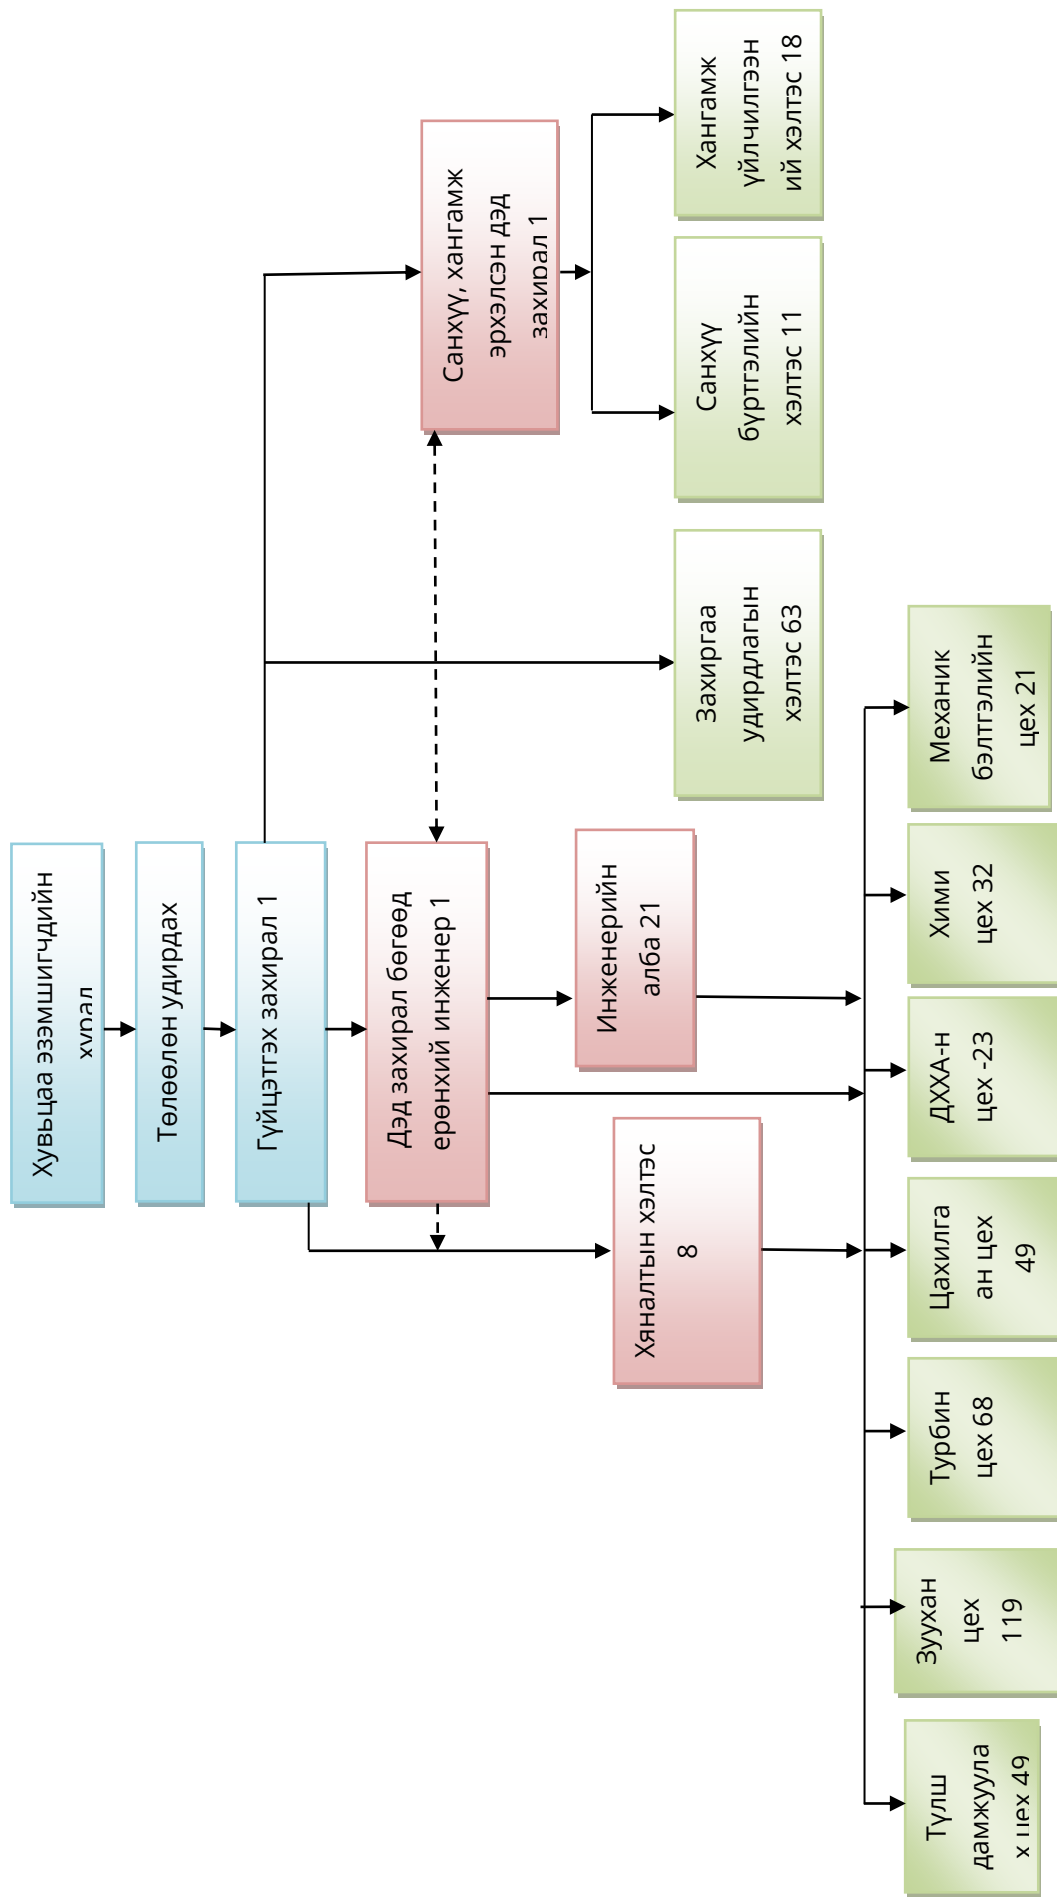 Хувьцаа эзэмшигчдийн
хурал
Төлөөлөн удирдах
Гүйцэтгэх захирал 1
Дэд захирал бөгөөд
ерөнхий инженер 1
Санхүү, хангамж
эрхэлсэн дэд
захирал 1
Инженерийн
алба 21
Хяналтын хэлтэс
8
Захиргаа
удирдлагын
хэлтэс 63
Санхүү
бүртгэлийн
хэлтэс 11
Хангамж
үйлчилгээн
ий хэлтэс 18
Түлш
дамжуула
х цех 49
Зуухан
цех
119
Турбин
цех 68
Цахилга
ан цех
49
ДХХА-н
цех -23
Хими
цех 32
Механик
бэлтгэлийн
цех 21